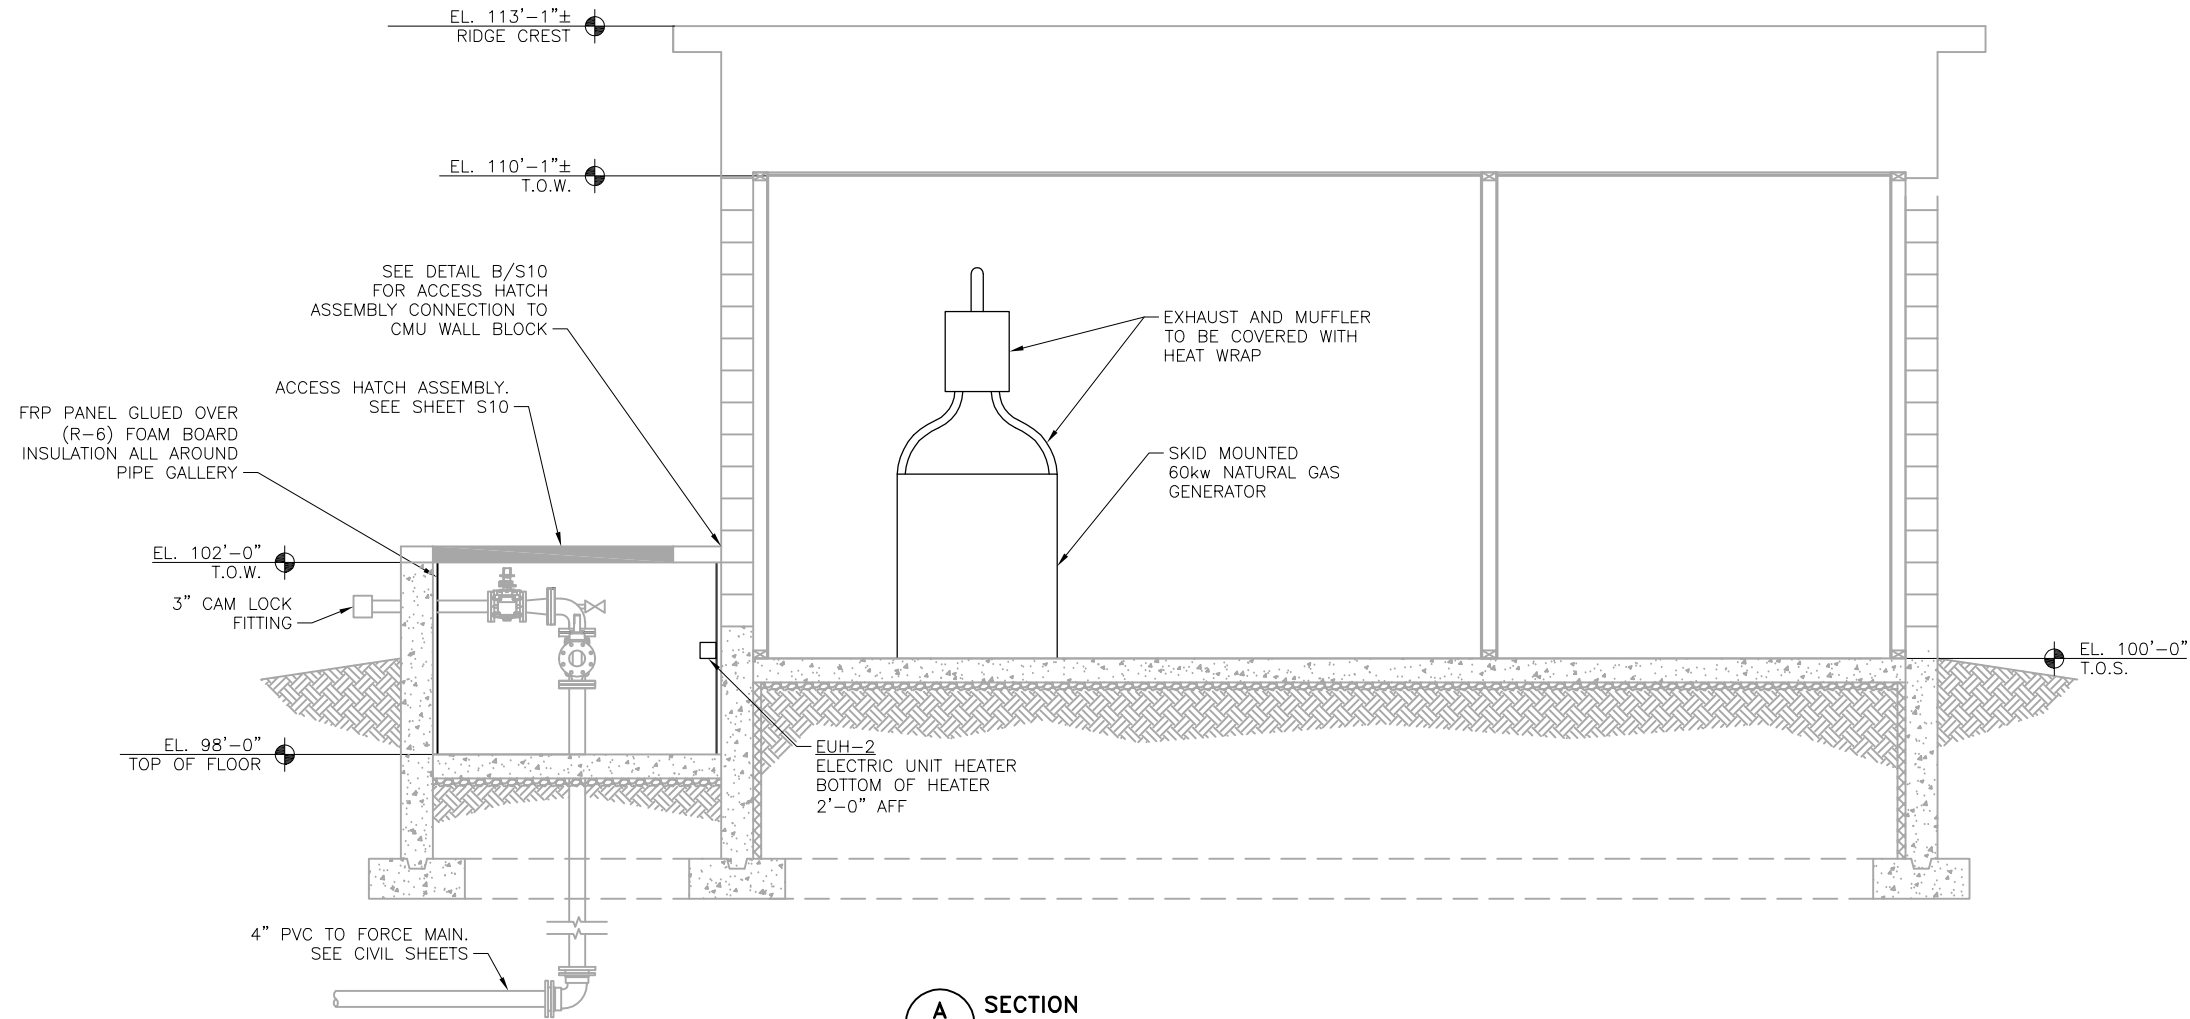 EL. 113'-1"±
RIDGE CREST
EL. 110'-1"±
T.O.W.
SEE DETAIL B/S10
FOR ACCESS HATCH
ASSEMBLY CONNECTION TO
CMU WALL BLOCK
EXHAUST AND MUFFLER
TO BE COVERED WITH
HEAT WRAP
ACCESS HATCH ASSEMBLY.
SEE SHEET S10
FRP PANEL GLUED OVER
(R-6) FOAM BOARD
INSULATION ALL AROUND
PIPE GALLERY
SKID MOUNTED
60kw NATURAL GAS
GENERATOR
EL. 102'-0"
T.O.W.
3" CAM LOCK
FITTING
EL. 100'-0"
T.O.S.
EL. 98'-0"
TOP OF FLOOR
EUH-2
ELECTRIC UNIT HEATER
BOTTOM OF HEATER
2'-0" AFF
4" PVC TO FORCE MAIN.
SEE CIVIL SHEETS
A
SECTION